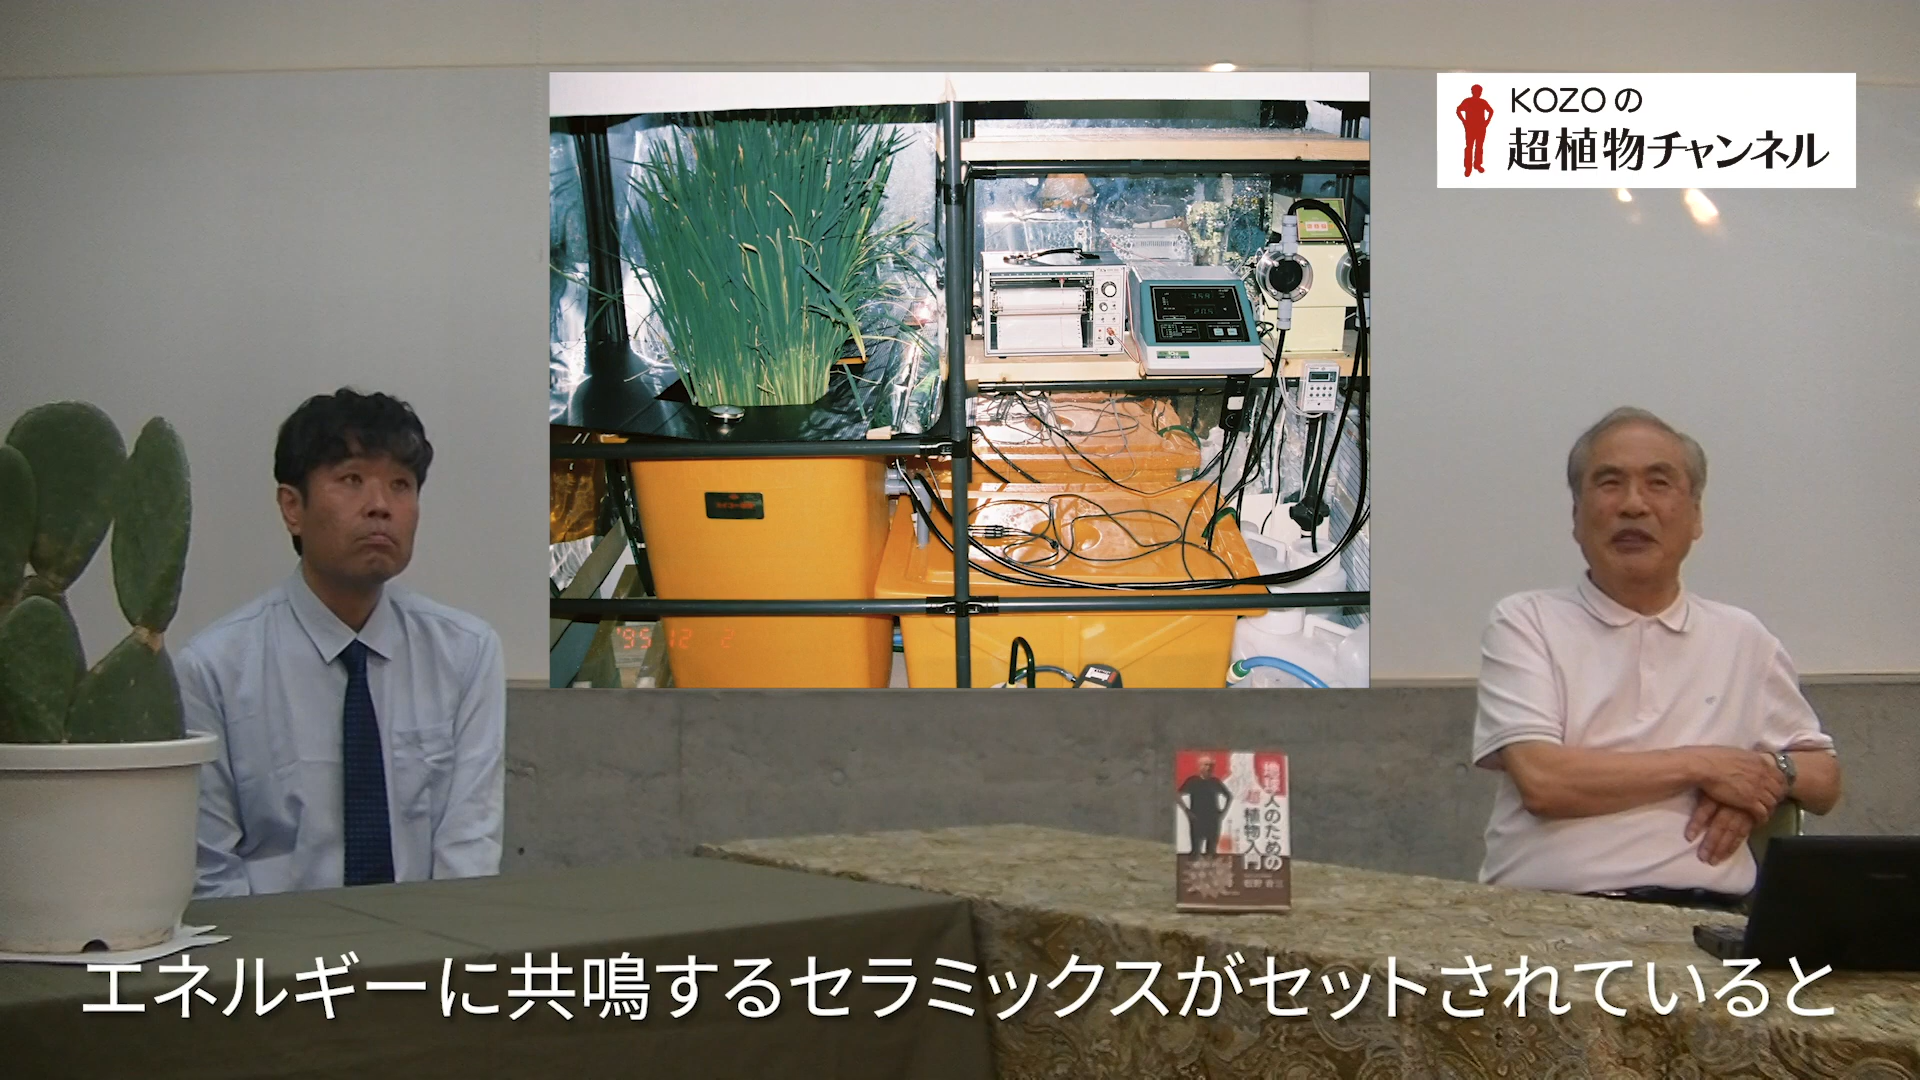 KOZOの
超植物チャンネル
'95 12 2
地球人のための
超植物入門
エネルギーに共鳴するセラミックスがセットされていると